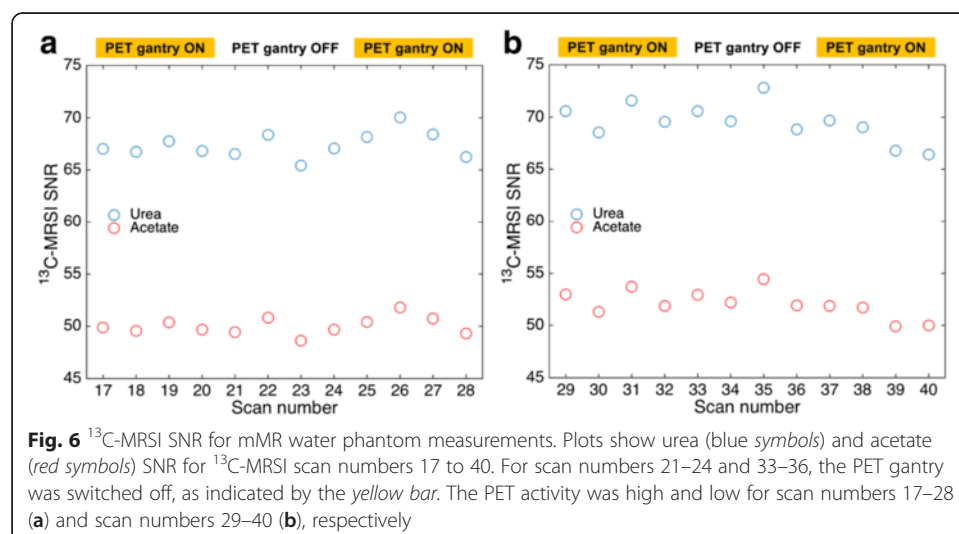 a PET gantry ON PET gantry OFF PET gantry ON
75
70
65
60
55
50
45
¹³C-MRSI SNR
Urea
Acetate
17 18 19 20 21 22 23 24 25 26 27 28
Scan number
b PET gantry ON PET gantry OFF PET gantry ON
75
70
65
60
55
50
45
¹³C-MRSI SNR
Urea
Acetate
29 30 31 32 33 34 35 36 37 38 39 40
Scan number
Fig. 6 ¹³C-MRSI SNR for mMR water phantom measurements. Plots show urea (blue symbols) and acetate
(red symbols) SNR for ¹³C-MRSI scan numbers 17 to 40. For scan numbers 21–24 and 33–36, the PET gantry
was switched off, as indicated by the yellow bar. The PET activity was high and low for scan numbers 17–28
(a) and scan numbers 29–40 (b), respectively